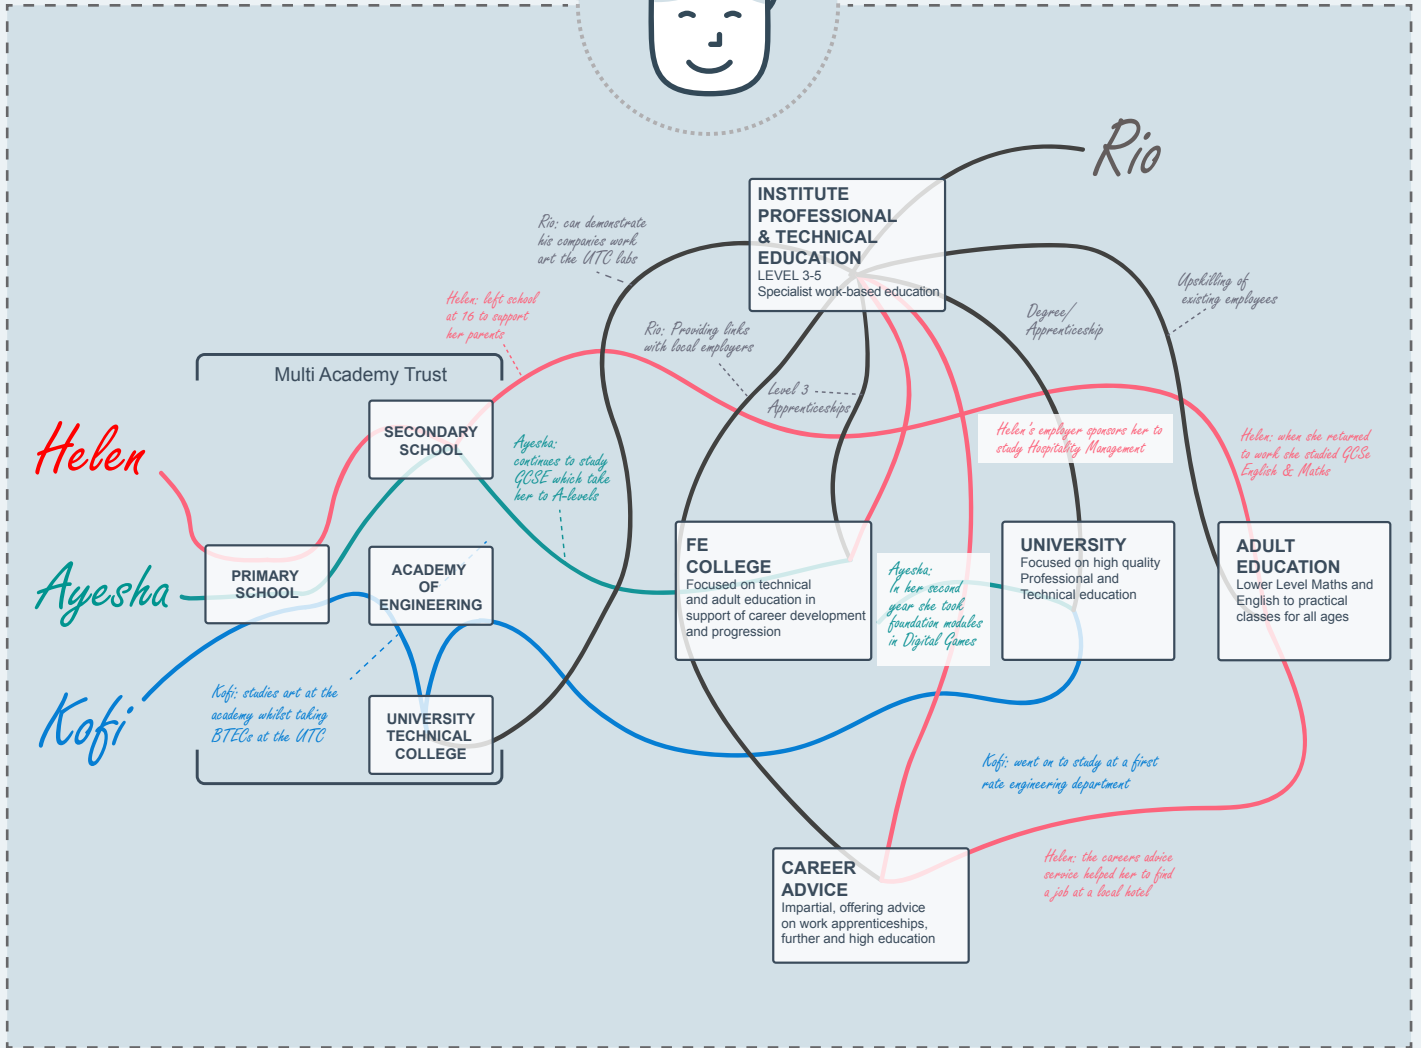 Rio
INSTITUTE
PROFESSIONAL
& TECHNICAL
EDUCATION
LEVEL 3-5
Specialist work-based education
Rio: can demonstrate
his companies work
art the UTC labs
Upskilling of
existing employees
Helen: left school
at 16 to support
her parents
Rio: Providing links
with local employers
Degree/
Apprenticeship
Multi Academy Trust
Level 3
Apprenticeships
Helen
SECONDARY
SCHOOL
Ayesha:
continues to study
GCSE which take
her to A-levels
Helen's employer sponsors her to
study Hospitality Management
Helen: when she returned
to work she studied GCSe
English & Maths
Ayesha
PRIMARY
SCHOOL
ACADEMY
OF
ENGINEERING
FE
COLLEGE
Focused on technical
and adult education in
support of career development
and progression
Ayesha:
In her second
year she took
foundation modules
in Digital Games
UNIVERSITY
Focused on high quality
Professional and
Technical education
ADULT
EDUCATION
Lower Level Maths and
English to practical
classes for all ages
Kofi
Kofi: studies art at the
academy whilst taking
BTECs at the UTC
UNIVERSITY
TECHNICAL
COLLEGE
Kofi: went on to study at a first
rate engineering department
CAREER
ADVICE
Impartial, offering advice
on work apprenticeships,
further and high education
Helen: the careers advice
service helped her to find
a job at a local hotel